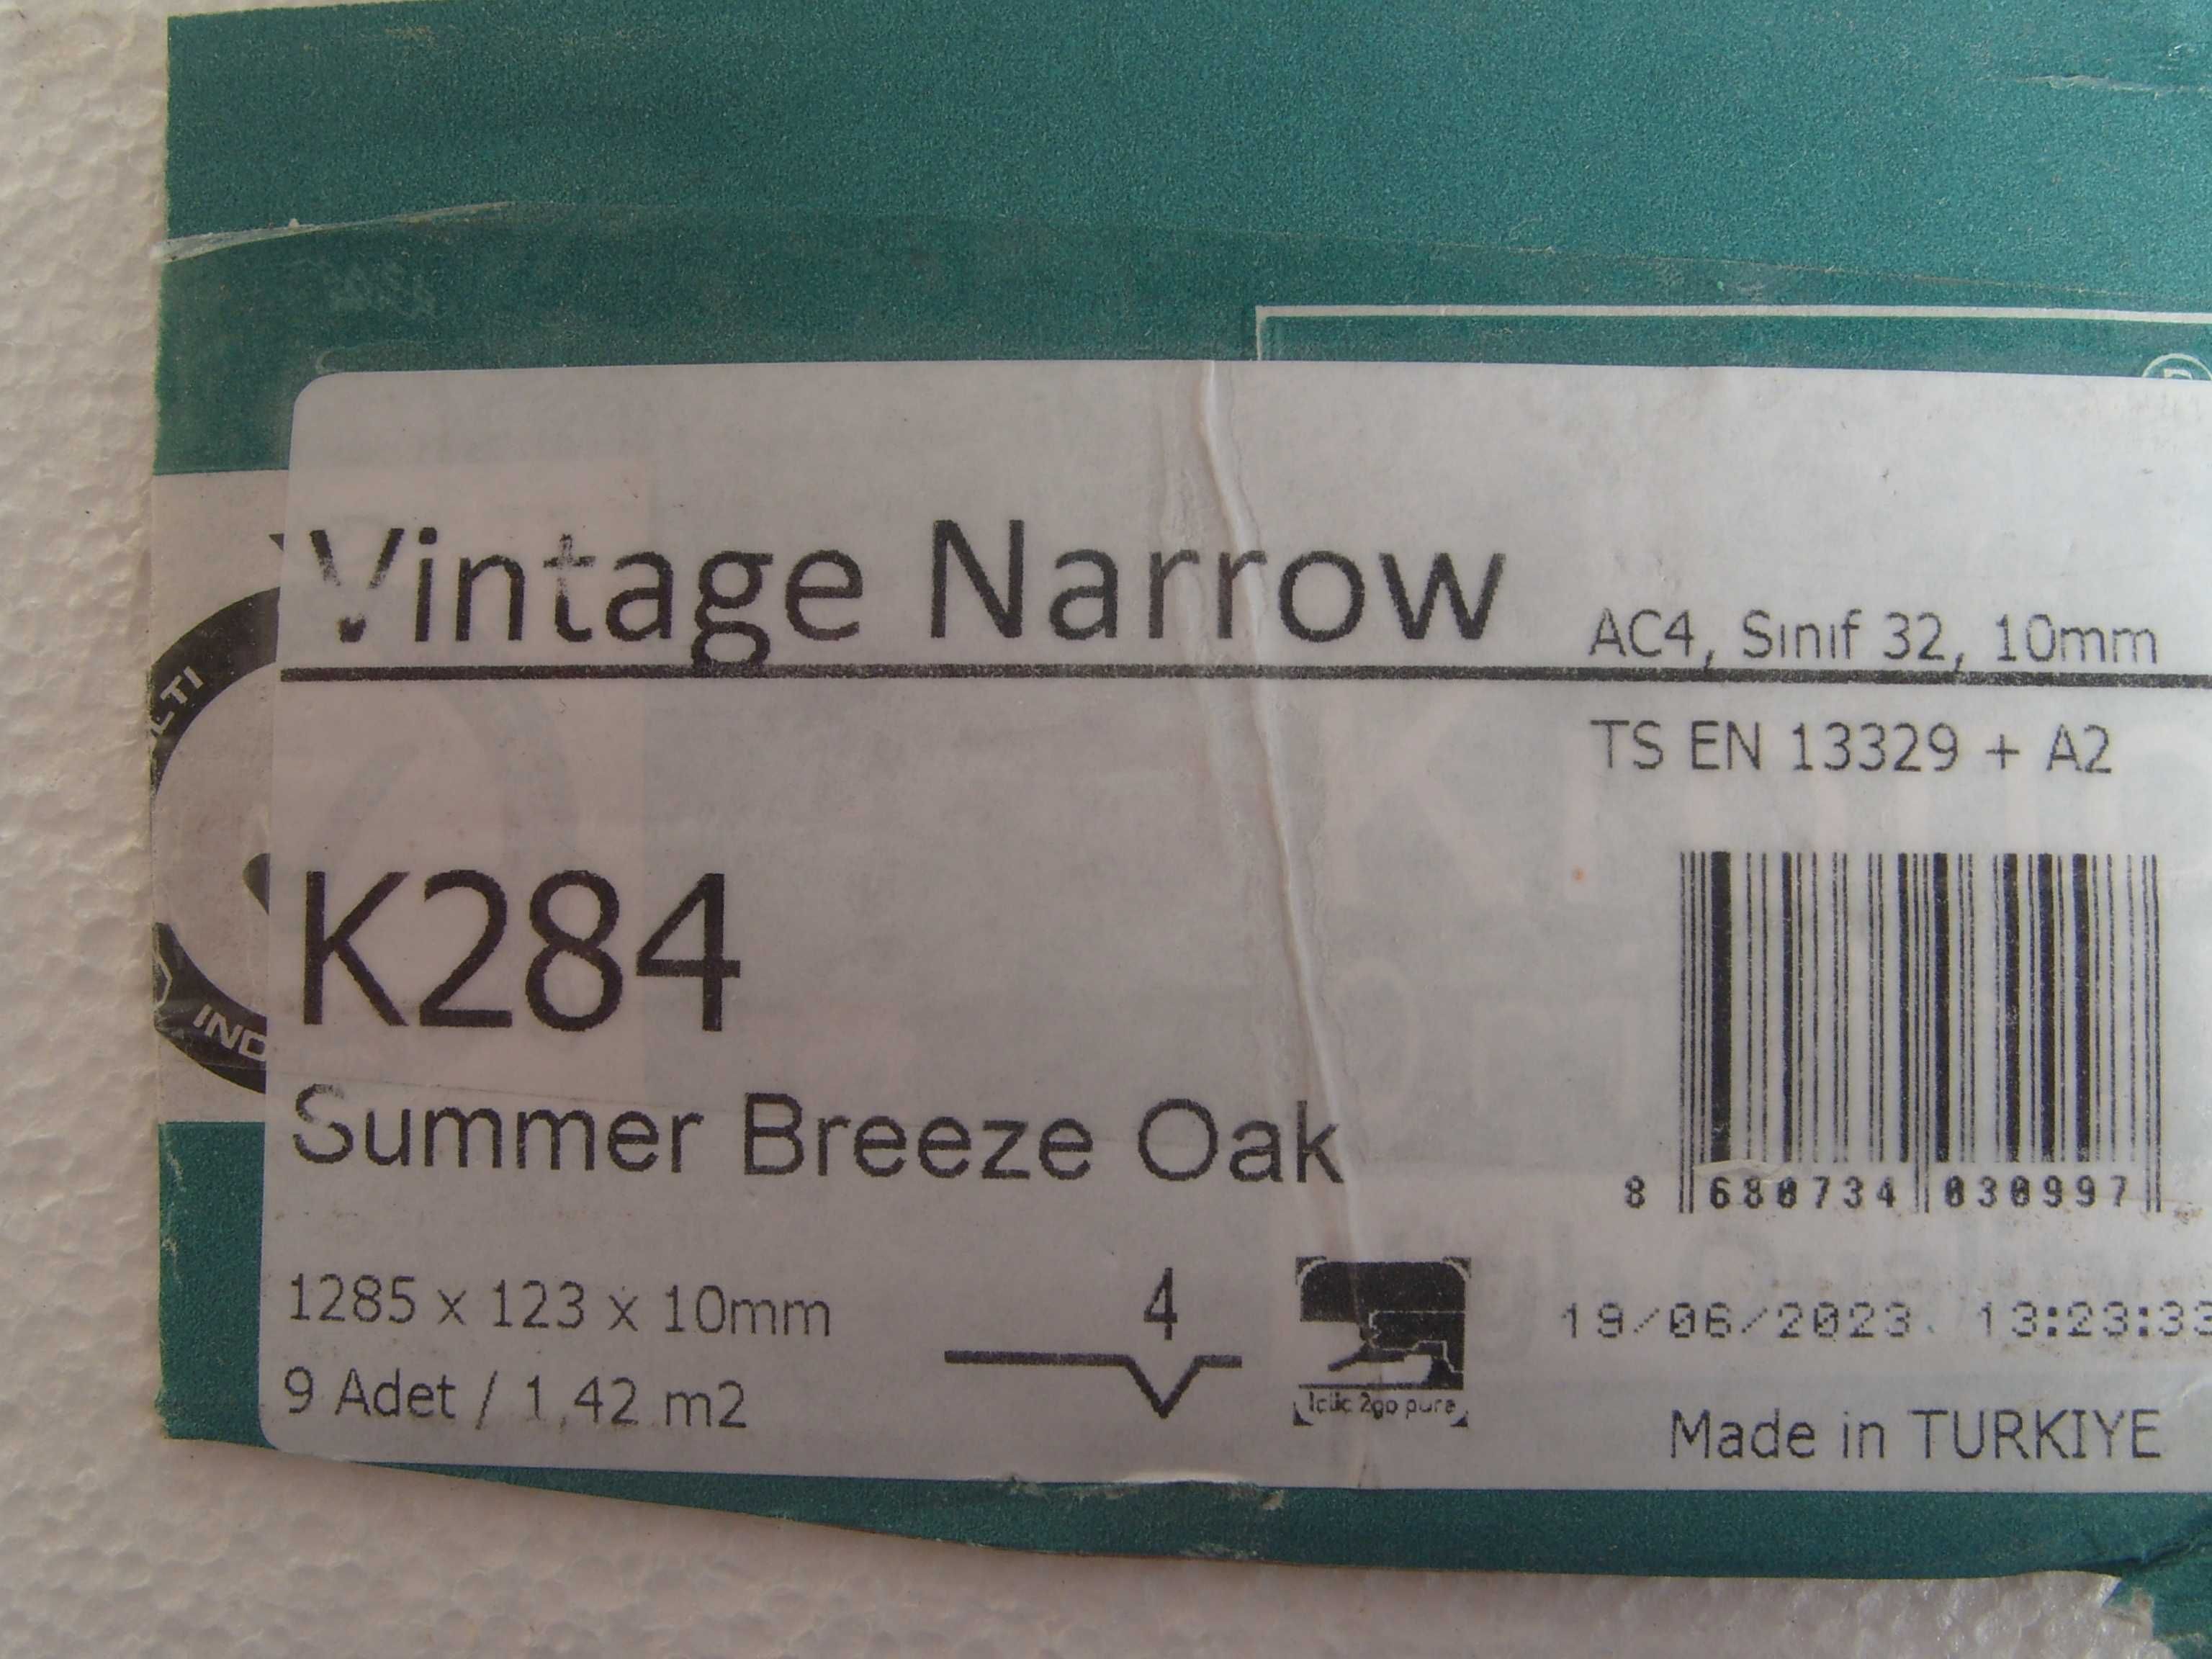 ®
Vintage Narrow
AC4, Sınıf 32, 10mm
TS EN 13329 + A2
K284
IND
Summer Breeze Oak
8 680734 030997
1285 x 123 x 10mm
4
19/06/2023 13:23:33
9 Adet / 1,42 m2
1clic 2go pure
Made in TURKIYE